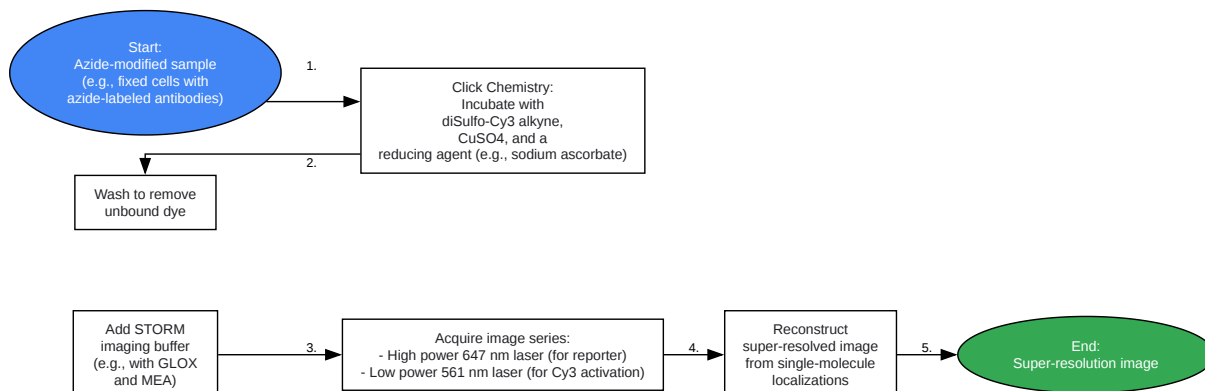 Start:
Azide-modified sample
(e.g., fixed cells with
azide-labeled antibodies)
1.
Click Chemistry:
Incubate with
diSulfo-Cy3 alkyne,
CuSO4, and a
reducing agent (e.g., sodium ascorbate)
2.
Wash to remove
unbound dye
Add STORM
imaging buffer
(e.g., with GLOX
and MEA)
3.
Acquire image series:
- High power 647 nm laser (for reporter)
- Low power 561 nm laser (for Cy3 activation)
4.
Reconstruct
super-resolved image
from single-molecule
localizations
5.
End:
Super-resolution image